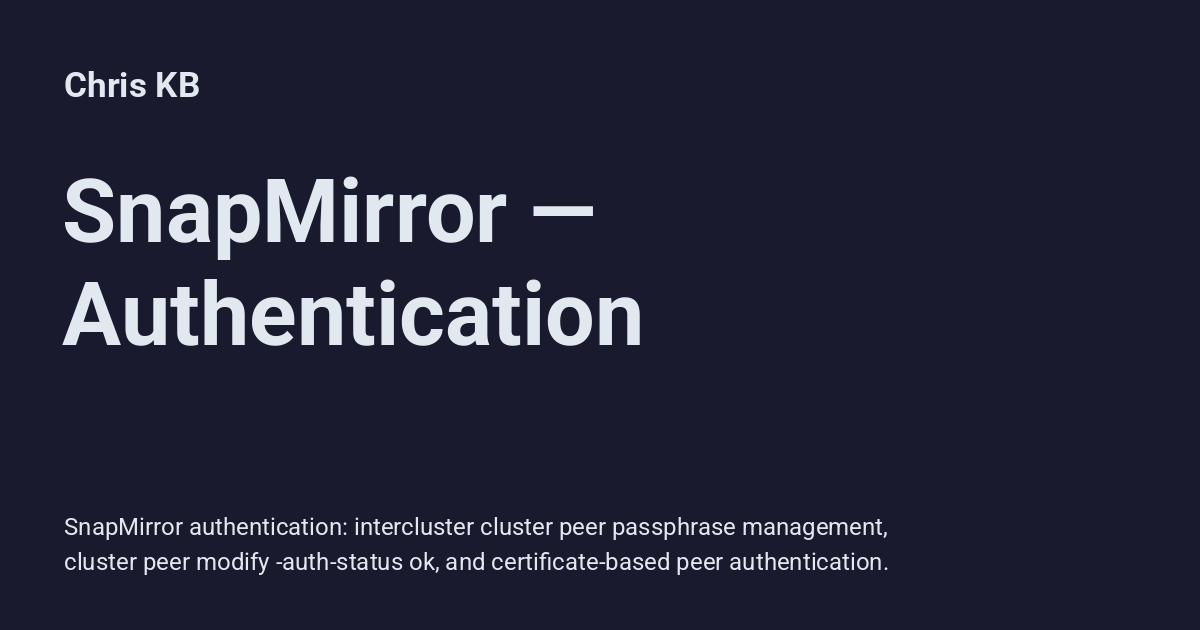 Chris KB
SnapMirror —
Authentication
SnapMirror authentication: intercluster cluster peer passphrase management,
cluster peer modify -auth-status ok, and certificate-based peer authentication.